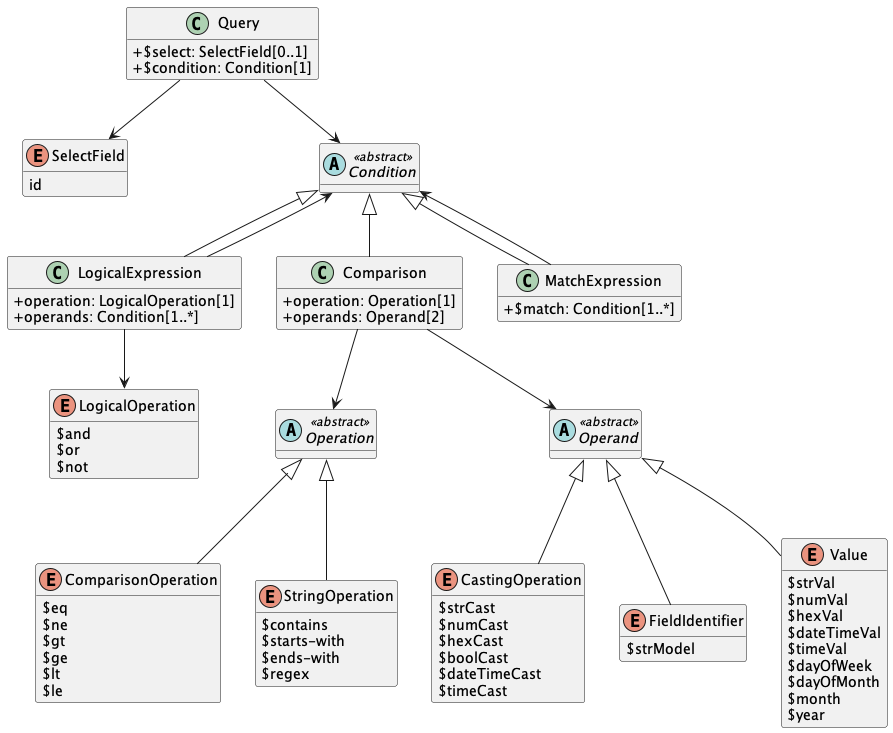 C Query
+$select: SelectField[0..1]
+$condition: Condition[1]
E SelectField
id
A «abstract»
Condition
C LogicalExpression
+operation: LogicalOperation[1]
+operands: Condition[1..*]
C Comparison
+operation: Operation[1]
+operands: Operand[2]
C MatchExpression
+$match: Condition[1..*]
E LogicalOperation
$and
$or
$not
A «abstract»
Operation
A «abstract»
Operand
E ComparisonOperation
$eq
$ne
$gt
$ge
$lt
$le
E StringOperation
$contains
$starts-with
$ends-with
$regex
E CastingOperation
$strCast
$numCast
$hexCast
$boolCast
$dateTimeCast
$timeCast
E FieldIdentifier
$strModel
E Value
$strVal
$numVal
$hexVal
$dateTimeVal
$timeVal
$dayOfWeek
$dayOfMonth
$month
$year